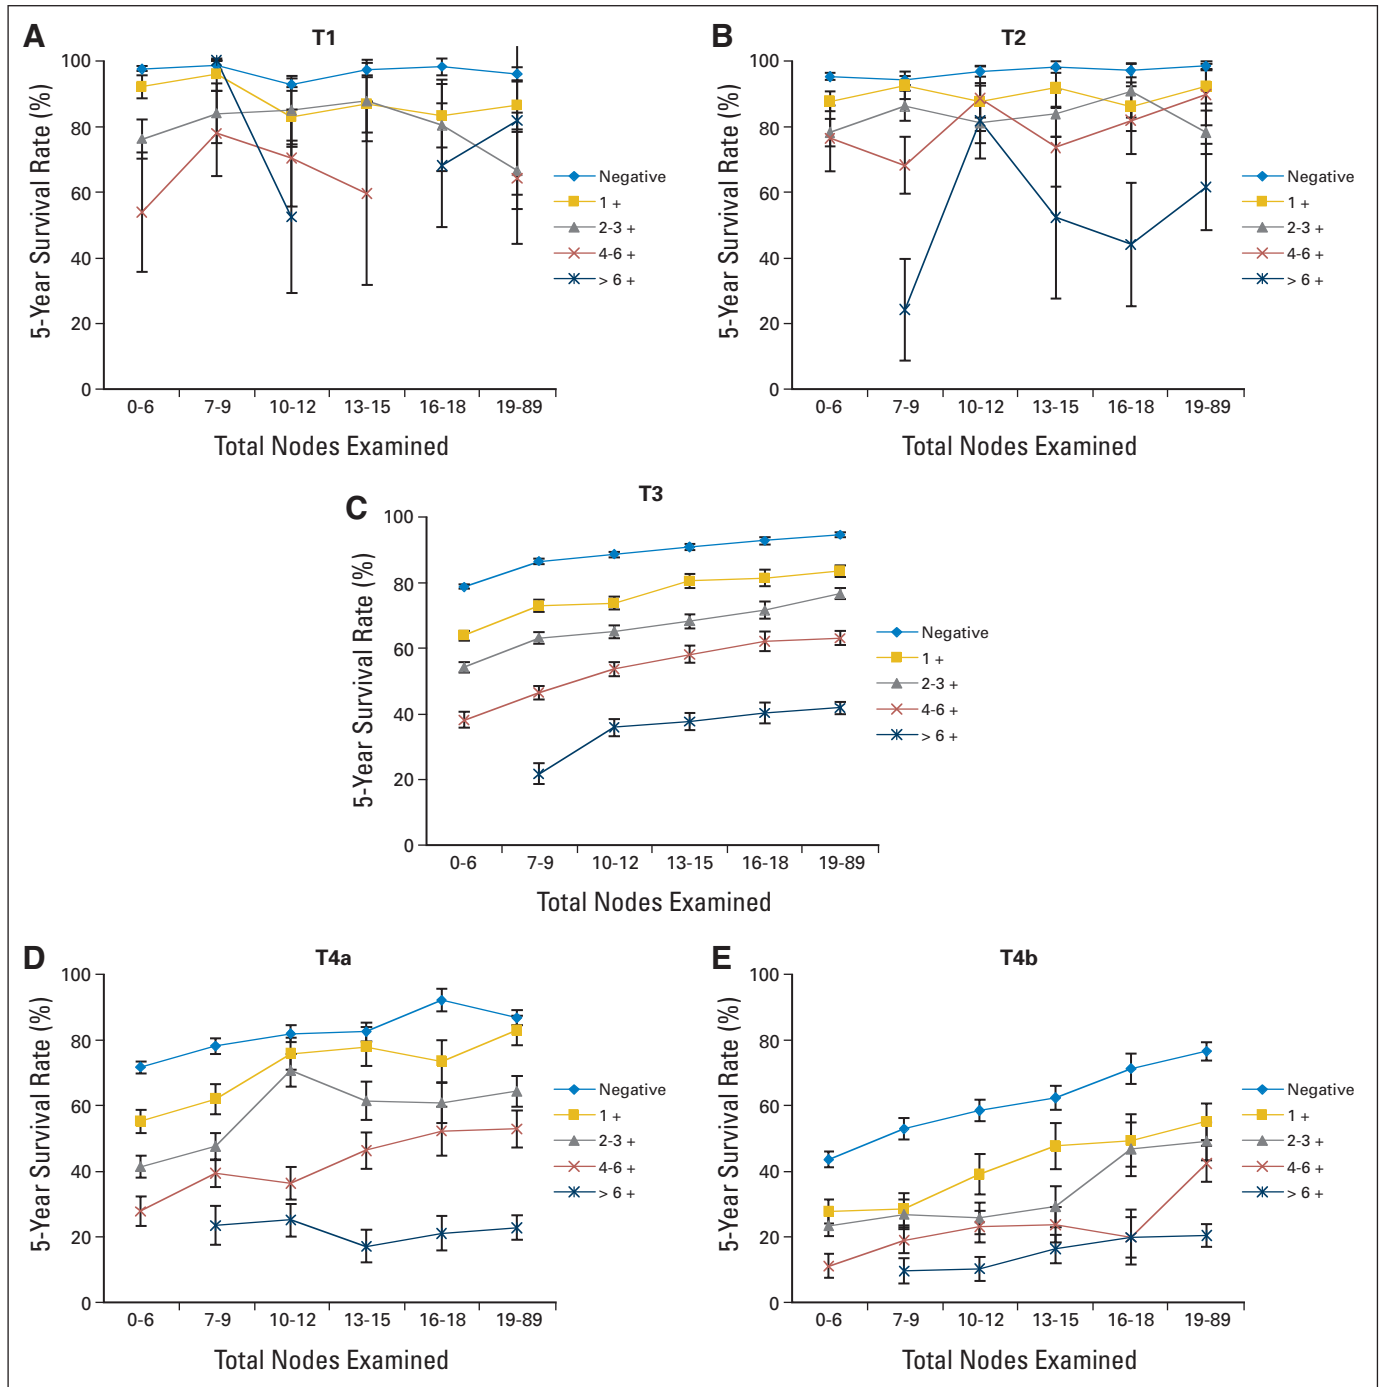 A
T1
5-Year Survival Rate (%)
100
80
60
40
20
0
0-6 7-9 10-12 13-15 16-18 19-89
Total Nodes Examined
Negative
1 +
2-3 +
4-6 +
> 6 +
B
T2
5-Year Survival Rate (%)
100
80
60
40
20
0
0-6 7-9 10-12 13-15 16-18 19-89
Total Nodes Examined
Negative
1 +
2-3 +
4-6 +
> 6 +
C
T3
5-Year Survival Rate (%)
100
80
60
40
20
0
0-6 7-9 10-12 13-15 16-18 19-89
Total Nodes Examined
Negative
1 +
2-3 +
4-6 +
> 6 +
D
T4a
5-Year Survival Rate (%)
100
80
60
40
20
0
0-6 7-9 10-12 13-15 16-18 19-89
Total Nodes Examined
Negative
1 +
2-3 +
4-6 +
> 6 +
E
T4b
5-Year Survival Rate (%)
100
80
60
40
20
0
0-6 7-9 10-12 13-15 16-18 19-89
Total Nodes Examined
Negative
1 +
2-3 +
4-6 +
> 6 +